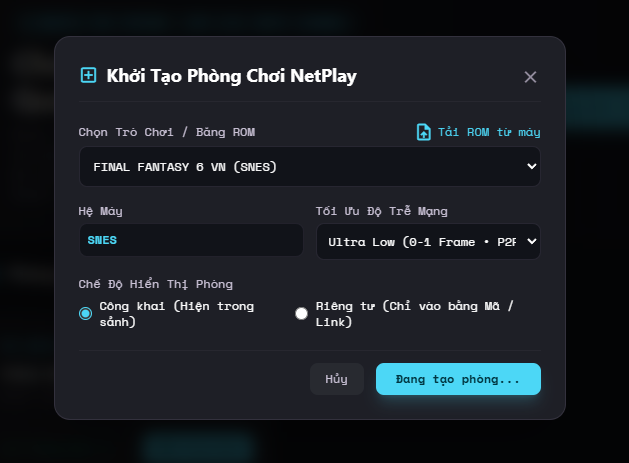 Khởi Tạo Phòng Chơi NetPlay
Chọn Trò Chơi / Băng ROM
Tải ROM từ máy
FINAL FANTASY 6 VN (SNES)
Hệ Máy
Tối Ưu Độ Trễ Mạng
SNES
Ultra Low (0-1 Frame • P2P
Chế Độ Hiển Thị Phòng
Công khai (Hiện trong
sảnh)
Riêng tư (Chỉ vào bằng Mã /
Link)
Hủy
Đang tạo phòng...